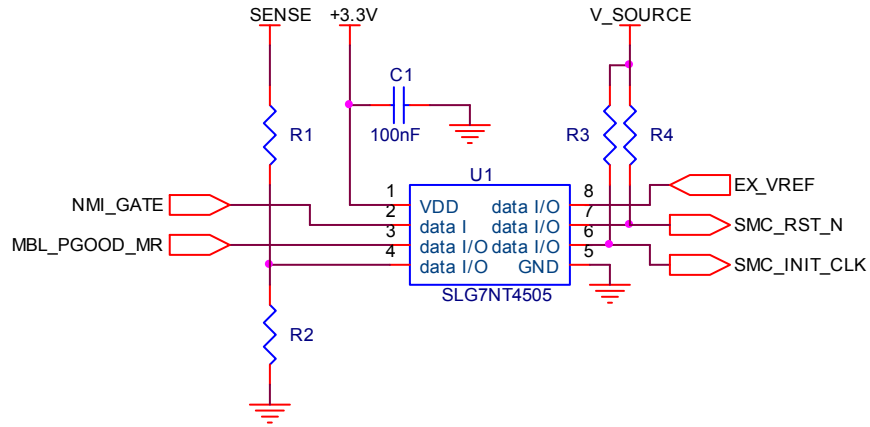 SENSE +3.3V V_SOURCE
C1
R1 100nF R3 R4
U1
1 8 EX_VREF
NMI_GATE 2 VDD data I/O 7
3 data I data I/O 6 SMC_RST_N
MBL_PGOOD_MR 4 data I/O data I/O 5
data I/O GND SMC_INIT_CLK
SLG7NT4505
R2